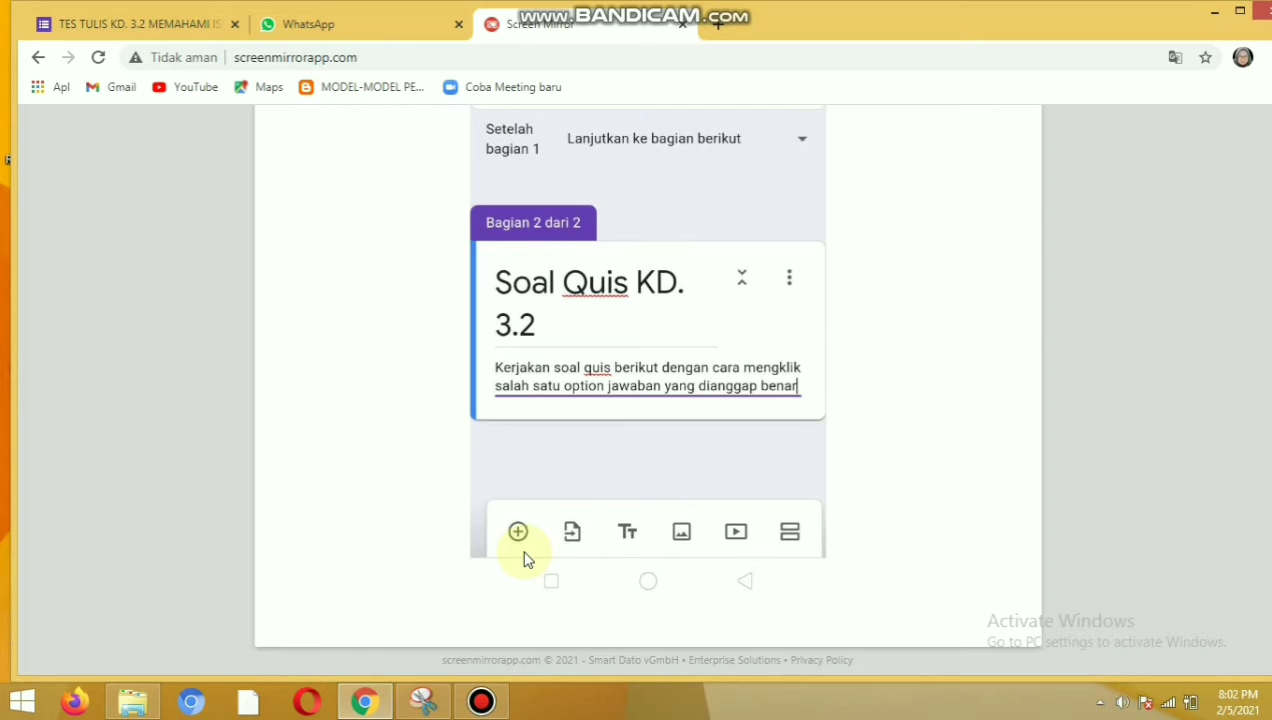 www.BANDICAM.com
TES TULIS KD. 3.2 MEMAHAMI IS
WhatsApp
Screen Mirror
Tidak aman
screenmirrorapp.com
Apl
Gmail
YouTube
Maps
MODEL-MODEL PE...
Coba Meeting baru
Setelah
bagian 1
Lanjutkan ke bagian berikut
Bagian 2 dari 2
Soal Quis KD.
3.2
Kerjakan soal quis berikut dengan cara mengklik
salah satu option jawaban yang dianggap benar
Activate Windows
Go to PC settings to activate Windows.
screenmirrorapp.com © 2021 - Smart Dato vGmbH • Enterprise Solutions • Privacy Policy
8:02 PM
2/5/2021